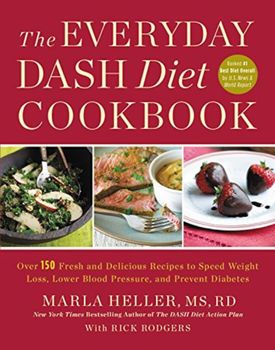 The EVERYDAY
DASH Diet
COOKBOOK
Ranked #1
Best Diet Overall
by U.S. News &
World Report
Over 150 Fresh and Delicious Recipes to Speed Weight
Loss, Lower Blood Pressure, and Prevent Diabetes
MARLA HELLER, MS, RD
New York Times Bestselling Author of The DASH Diet Action Plan
With RICK RODGERS